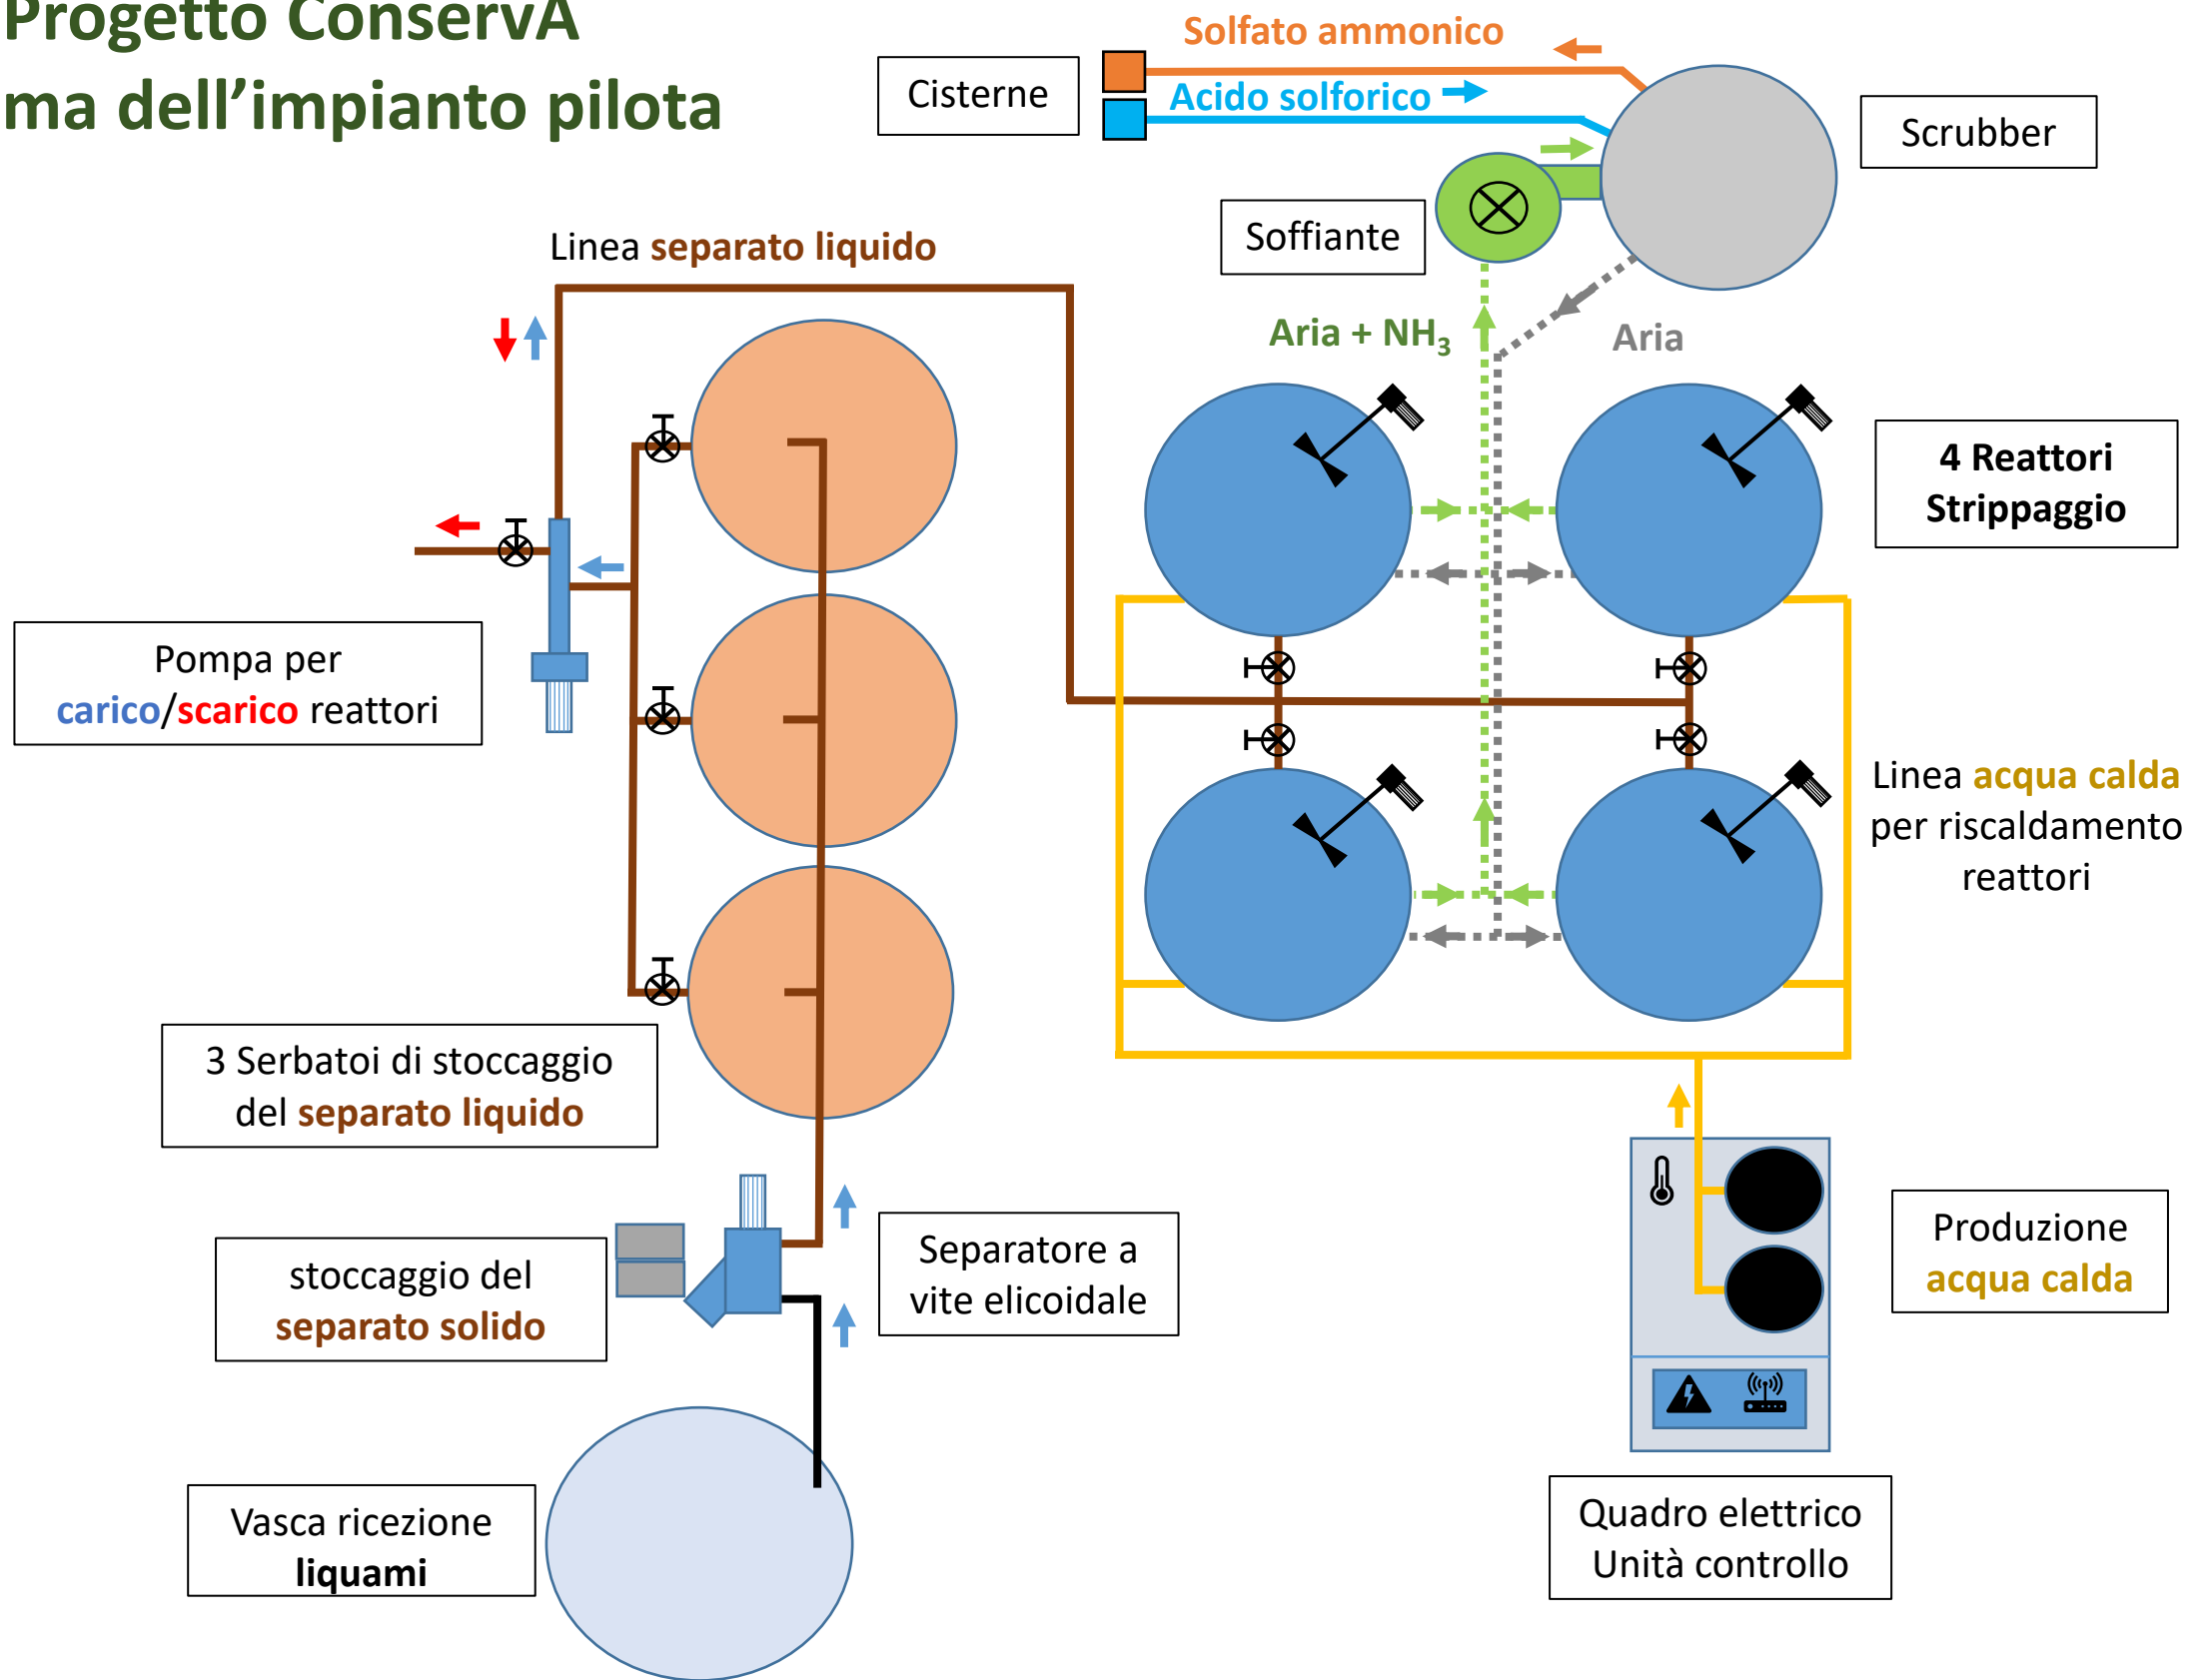 Progetto ConservA
ma dell'impianto pilota
Solfato ammonico
Cisterne
Acido solforico
Scrubber
Soffiante
Linea separato liquido
Aria + NH₃
Aria
4 Reattori
Strippaggio
Pompa per
carico/scarico reattori
Linea acqua calda
per riscaldamento
reattori
3 Serbatoi di stoccaggio
del separato liquido
stoccaggio del
separato solido
Separatore a
vite elicoidale
Produzione
acqua calda
Vasca ricezione
liquami
Quadro elettrico
Unità controllo